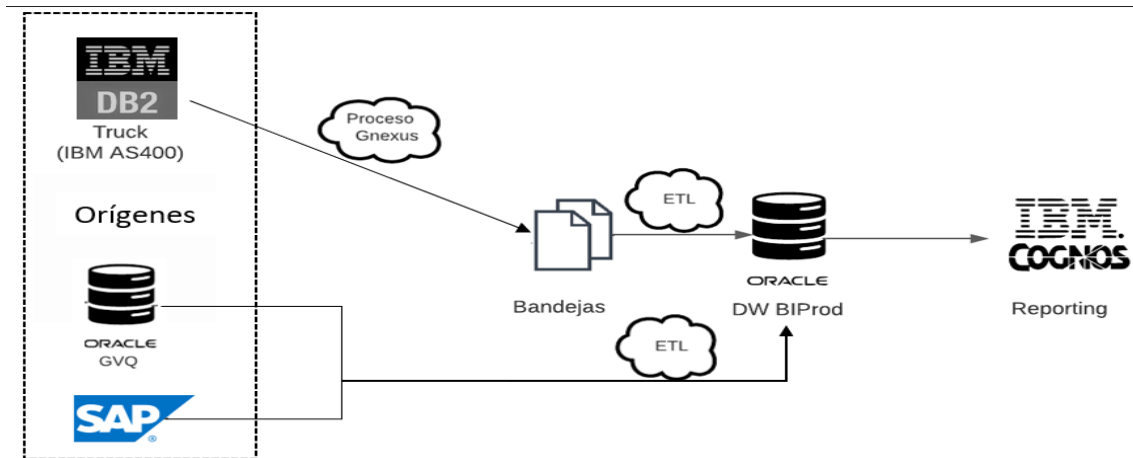 IBM
DB2
Truck
(IBM AS400)
Proceso
Gnexus
Orígenes
ORACLE
GVQ
SAP
®
Bandejas
ETL
ORACLE
DW BIProd
ETL
IBM.
COGNOS
Reporting